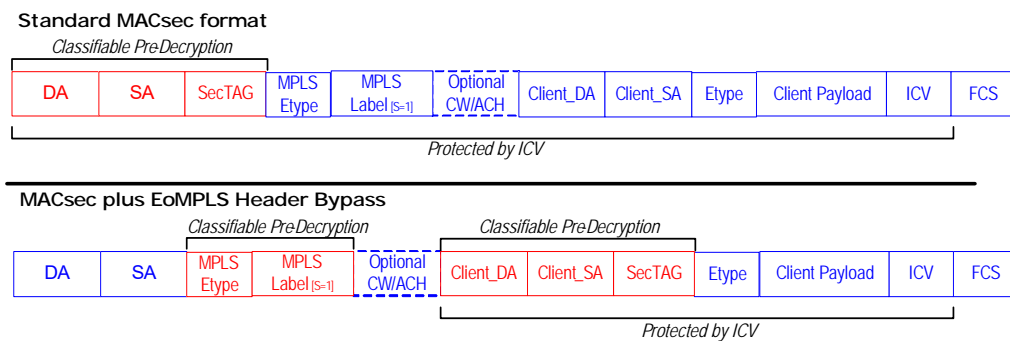 Standard MACsec format
Classifiable Pre-Decryption
DA SA SecTAG MPLS Etype MPLS Label [S=1] Optional CW/ACH Client_DA Client_SA Etype Client Payload ICV FCS
Protected by ICV
MACsec plus EoMPLS Header Bypass
Classifiable Pre-Decryption Classifiable Pre-Decryption
DA SA MPLS Etype MPLS Label [S=1] Optional CW/ACH Client_DA Client_SA SecTAG Etype Client Payload ICV FCS
Protected by ICV